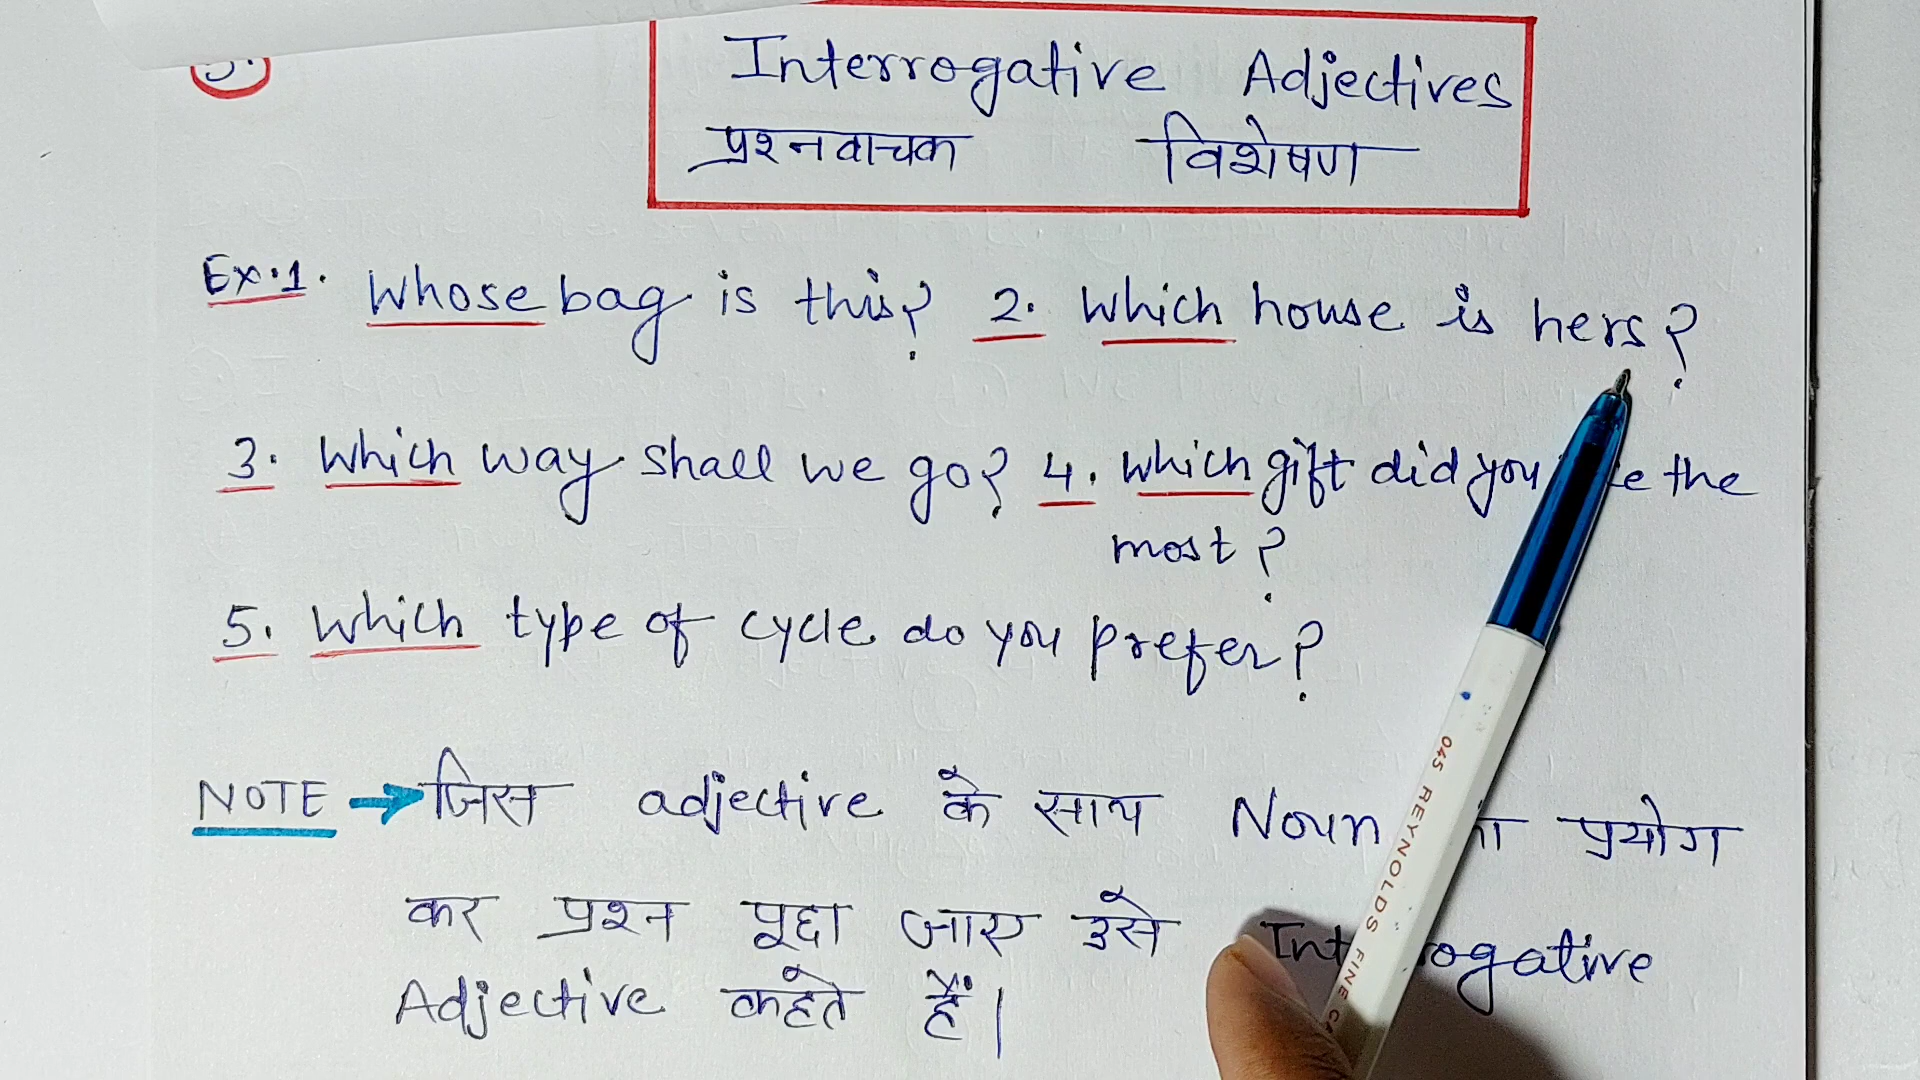 Interrogative Adjectives
प्रश्नवाचक विशेषण
Ex.1. Whose bag is this? 2. Which house is hers?
3. Which way shall we go? 4. Which gift did you the
most?
5. Which type of cycle do you prefer?
NOTE → जिस adjective के साथ Noun प्रयोग
कर प्रश्न पूछा जाए उसे
Adjective कहते हैं।
045 REYNOLDS FINE